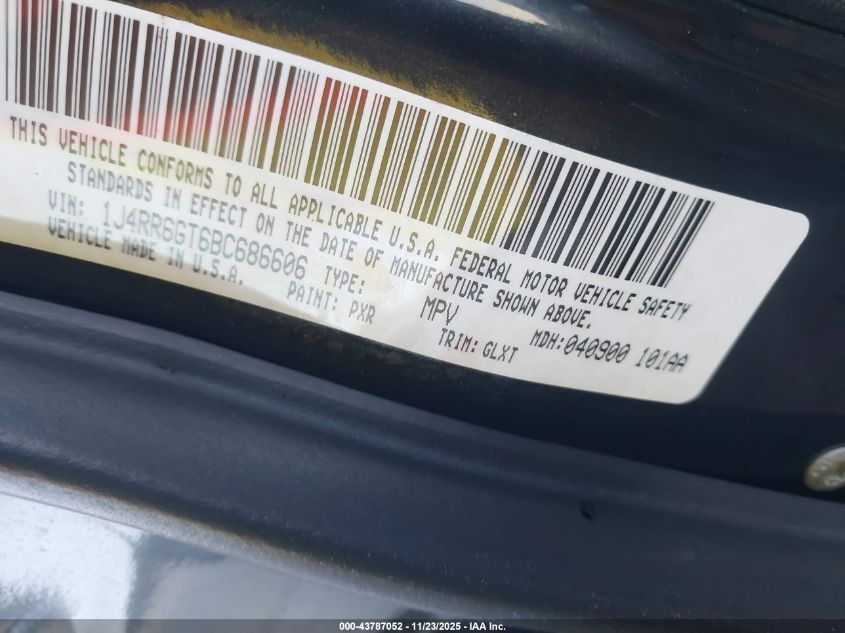 THIS VEHICLE CONFORMS TO ALL APPLICABLE U.S.A. FEDERAL MOTOR VEHICLE SAFETY
STANDARDS IN EFFECT ON THE DATE OF MANUFACTURE SHOWN ABOVE.
VIN: 1J4RR6GT6BC686606 TYPE: MPV MDH:040900 101AA
VEHICLE MADE IN U.S.A. PAINT: PXR TRIM: GLXT
000-43787052 - 11/23/2025 - IAA Inc.